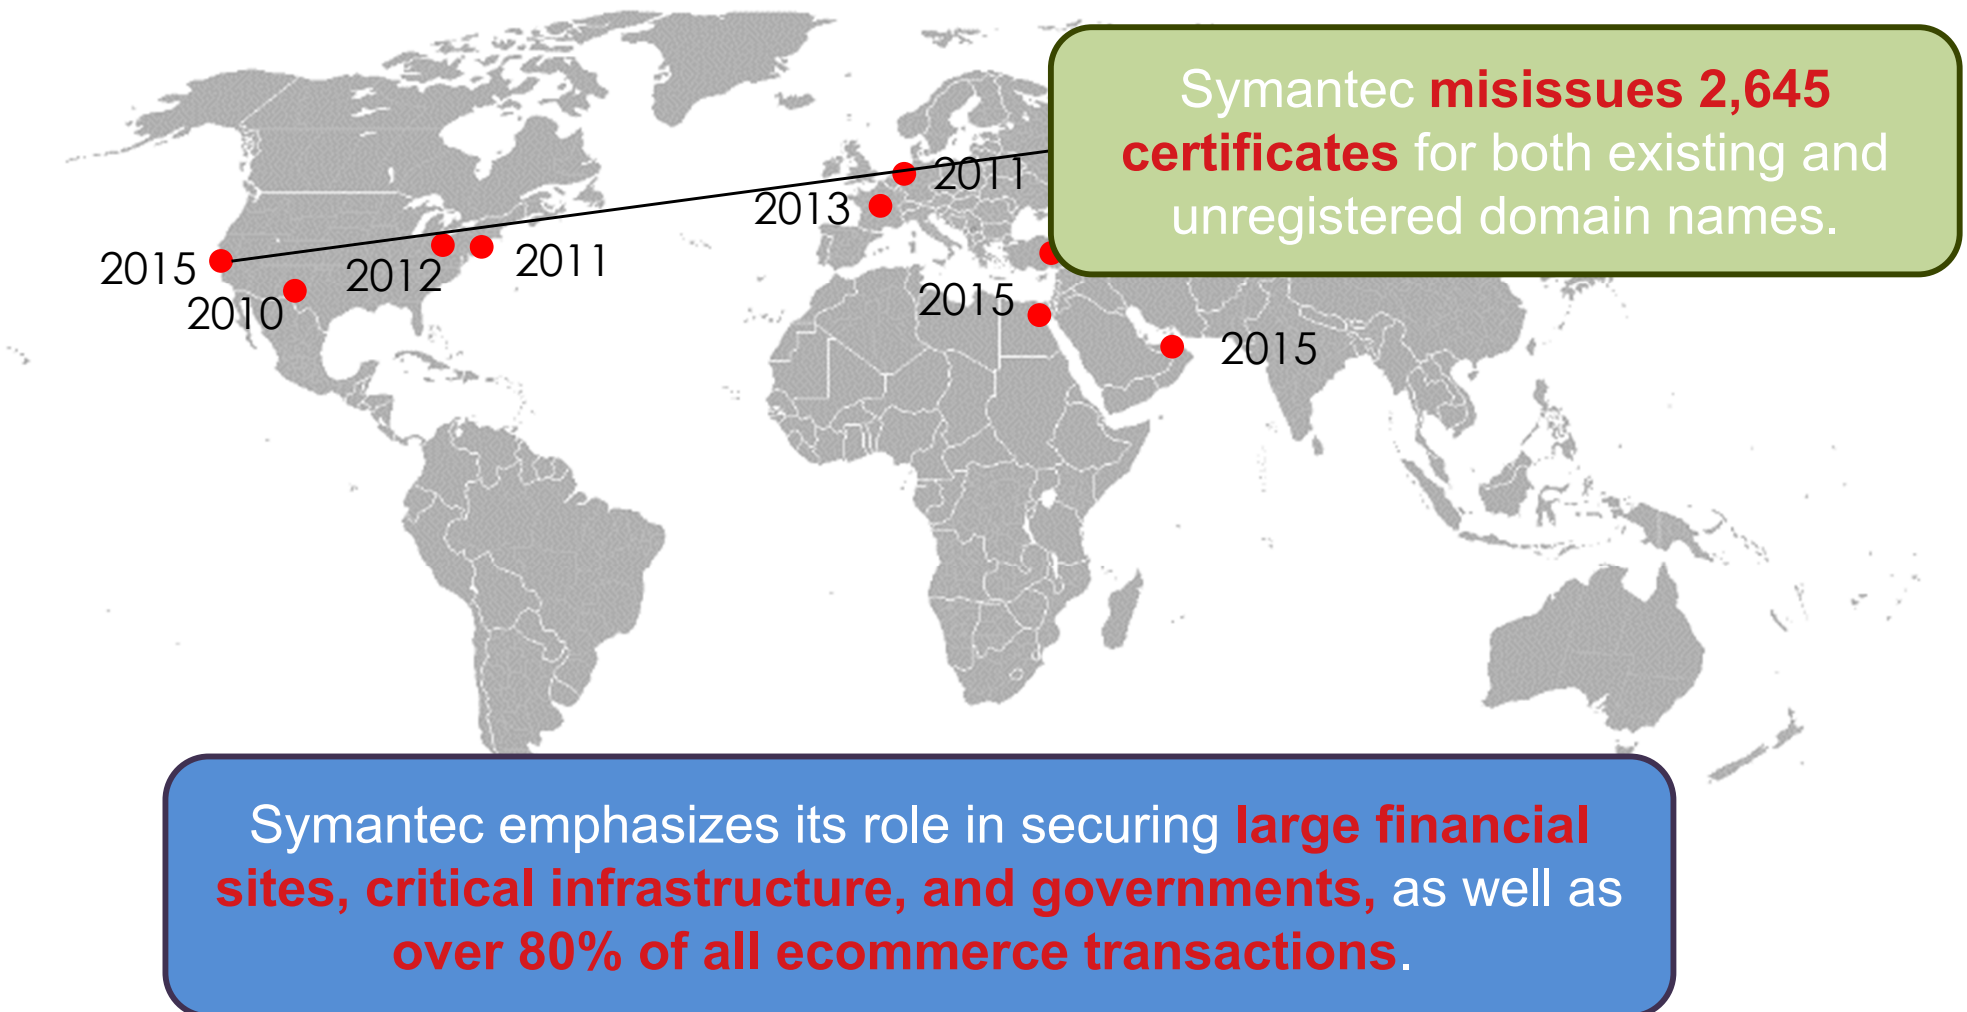 Symantec misissues 2,645
certificates for both existing and
unregistered domain names.
2011
2013
2015
2012
2011
2010
2015
2015
Symantec emphasizes its role in securing large financial
sites, critical infrastructure, and governments, as well as
over 80% of all ecommerce transactions.